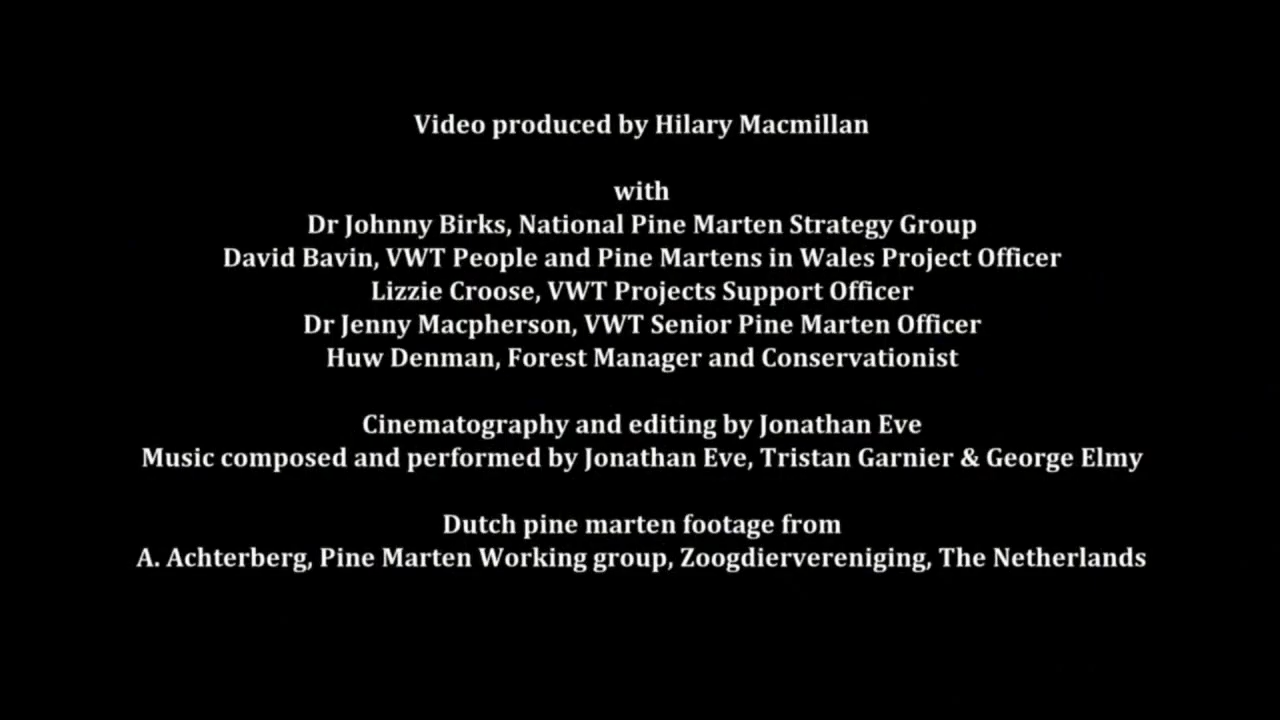 Video produced by Hilary Macmillan
with
Dr Johnny Birks, National Pine Marten Strategy Group
David Bavin, VWT People and Pine Martens in Wales Project Officer
Lizzie Croose, VWT Projects Support Officer
Dr Jenny Macpherson, VWT Senior Pine Marten Officer
Huw Denman, Forest Manager and Conservationist
Cinematography and editing by Jonathan Eve
Music composed and performed by Jonathan Eve, Tristan Garnier & George Elmy
Dutch pine marten footage from
A. Achterberg, Pine Marten Working group, Zoogdiervereniging, The Netherlands